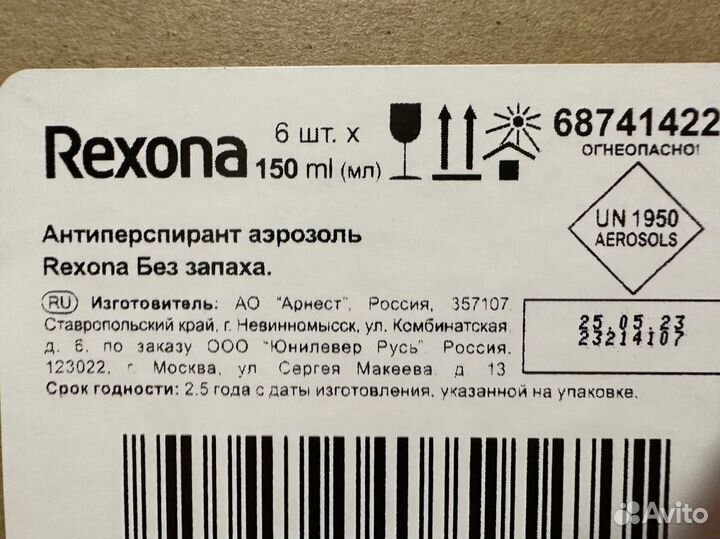 Rexona
6 шт. x
150 ml (мл)
68741422
ОГНЕОПАСНО!
UN 1950
AEROSOLS
Антиперспирант аэрозоль
Rexona Без запаха.
RU Изготовитель: АО "Арнест", Россия, 357107
Ставропольский край, г. Невинномысск, ул. Комбинатская
д. 6, по заказу ООО "Юнилевер Русь" Россия,
123022, г. Москва, ул Сергея Макеева д 13
Срок годности: 2,5 года с даты изготовления, указанной на упаковке.
25.05.23
23214107
Avito